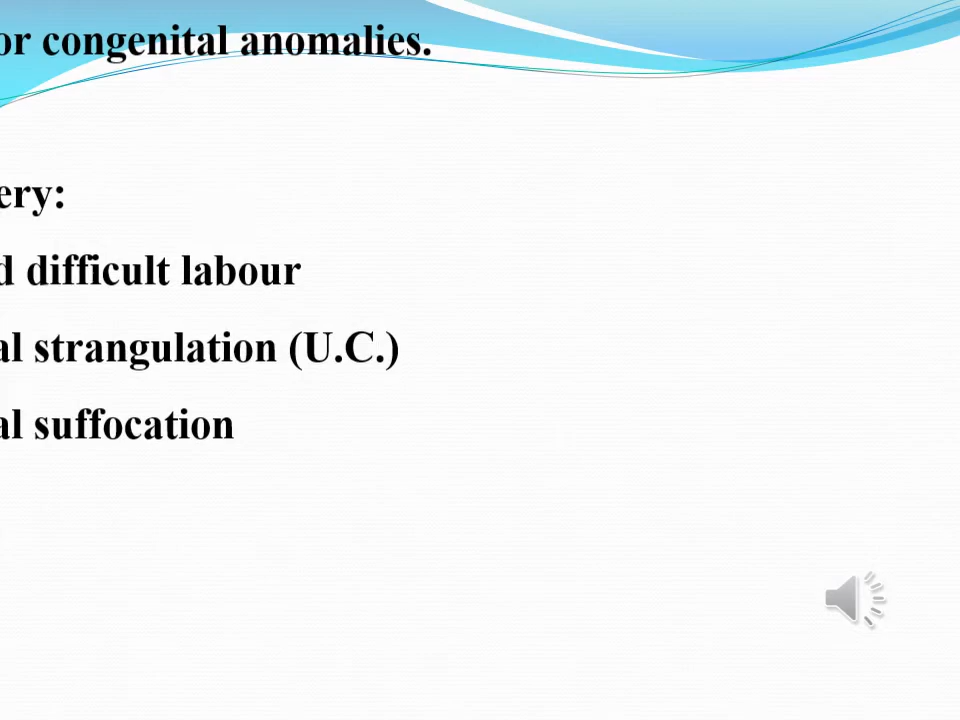 or congenital anomalies.
ery:
d difficult labour
al strangulation (U.C.)
al suffocation